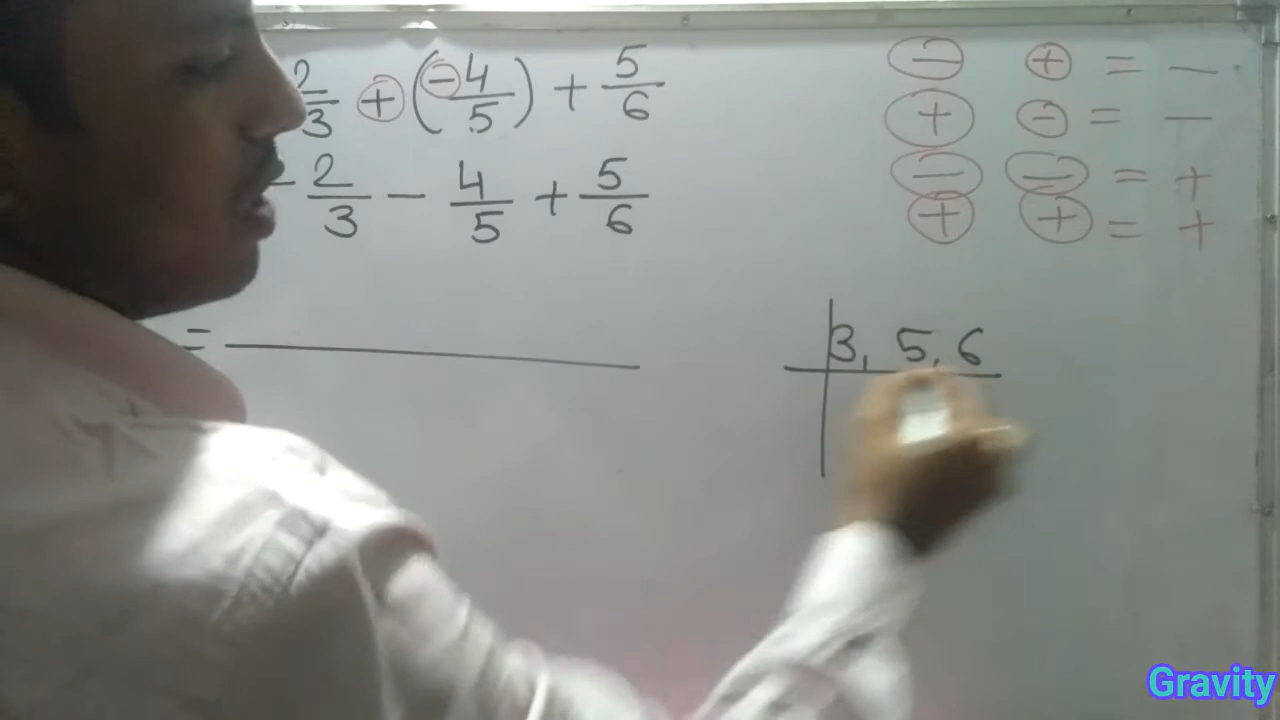 2/3 + (-4/5) + 5/6
- 2/3 - 4/5 + 5/6
=
- + = -
+ - = -
- - = +
+ + = +
3, 5, 6
Gravity